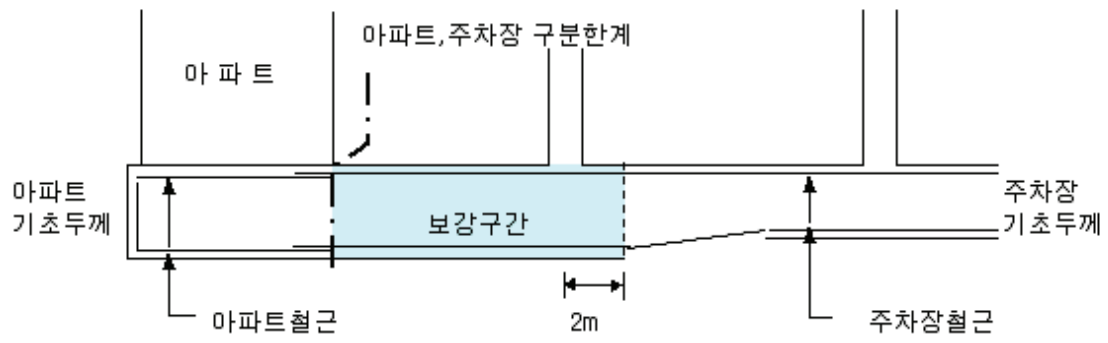 아파트,주차장 구분한계
아 파 트
아파트
기초두께
보강구간
주차장
기초두께
아파트철근
2m
주차장철근